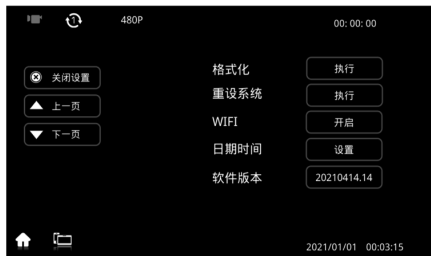 480P 00: 00: 00
关闭设置
上一页
下一页
格式化 执行
重设系统 执行
WIFI 开启
日期时间 设置
软件版本 20210414.14
2021/01/01 00:03:15